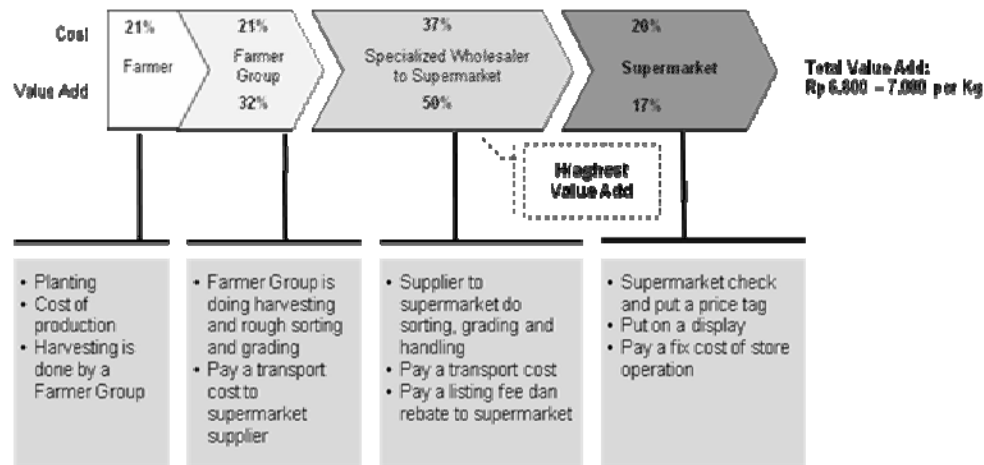 Cost
21%
21%
37%
20%
Farmer
Farmer
Group
Specialized Wholesaler
to Supermarket
Supermarket
Value Add
32%
50%
17%
Total Value Add:
Rp 6.800 – 7.000 per Kg
Hieghest
Value Add
• Planting
• Cost of
production
• Harvesting is
done by a
Farmer Group
• Farmer Group is
doing harvesting
and rough sorting
and grading
• Pay a transport
cost to
supermarket
supplier
• Supplier to
supermarket do
sorting, grading and
handling
• Pay a transport cost
• Pay a listing fee dan
rebate to supermarket
• Supermarket check
and put a price tag
• Put on a display
• Pay a fix cost of store
operation